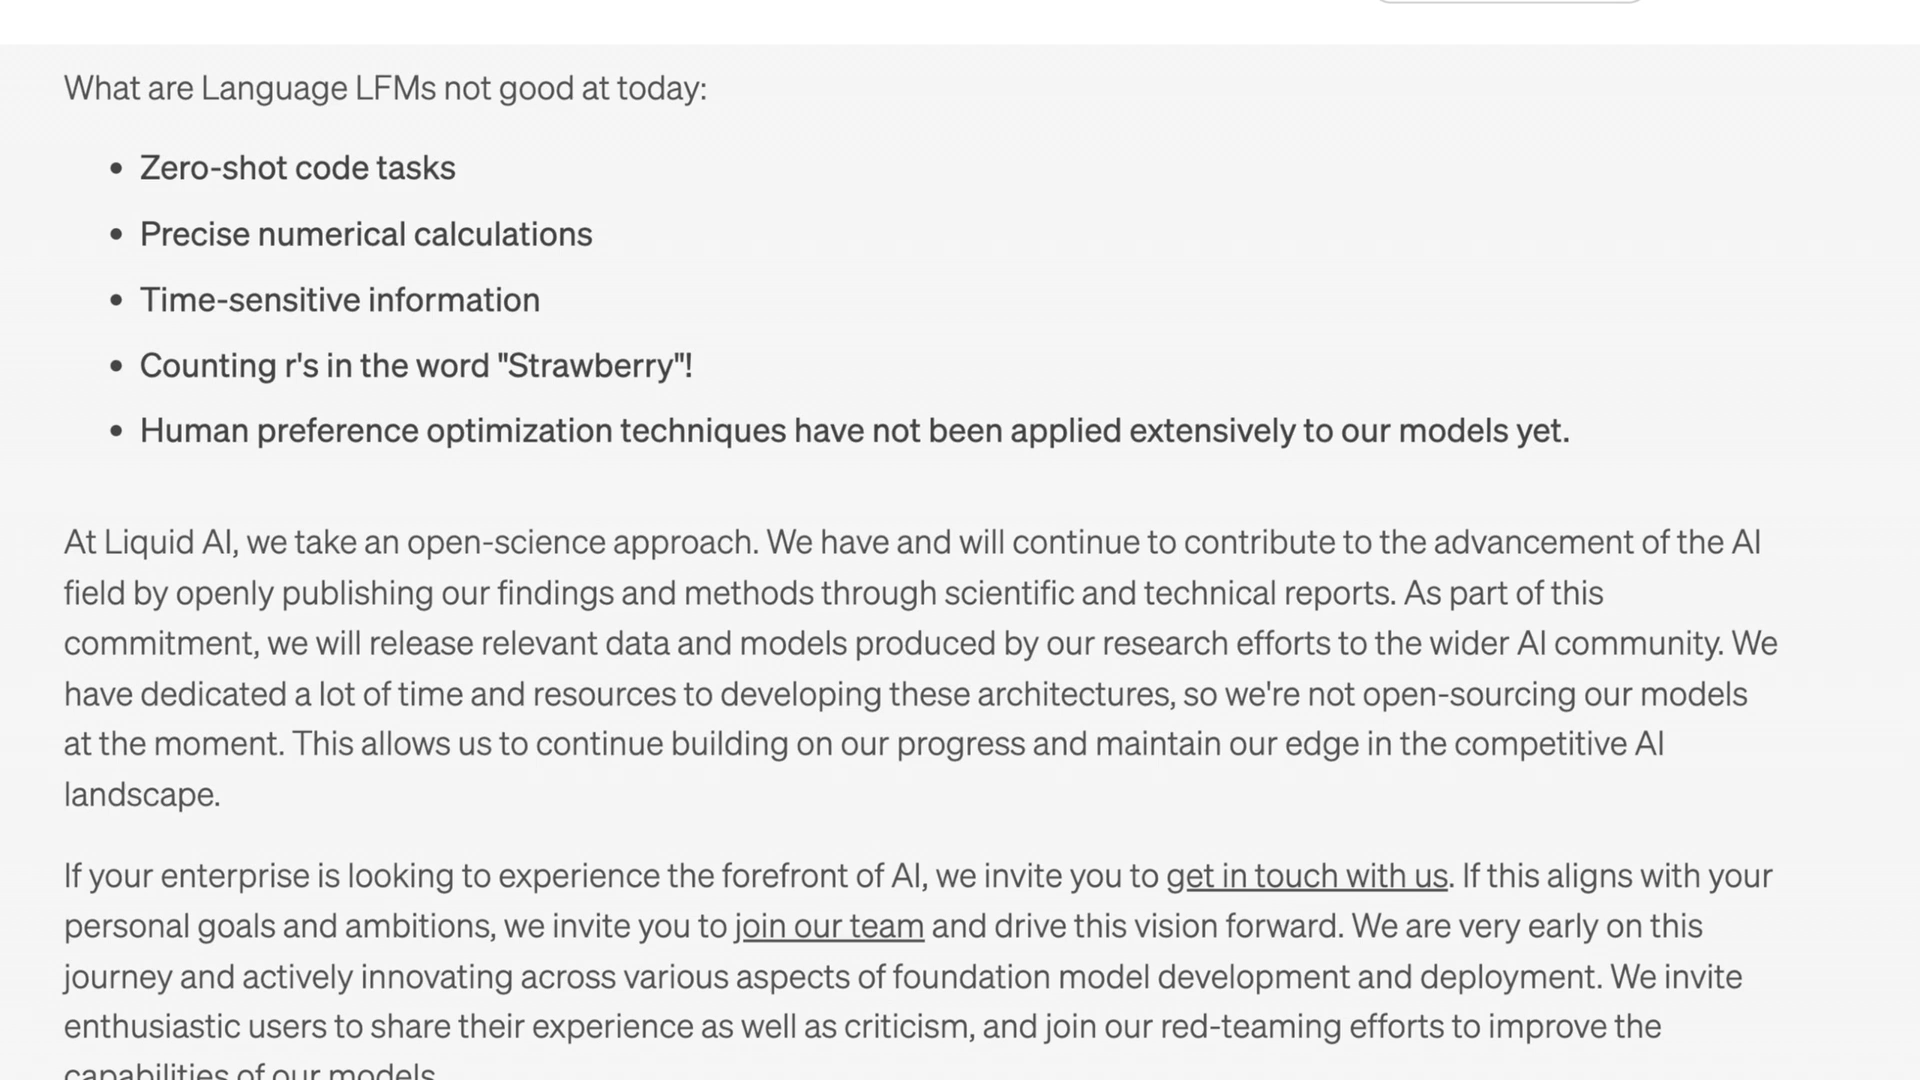 What are Language LFMs not good at today:
• Zero-shot code tasks
• Precise numerical calculations
• Time-sensitive information
• Counting r's in the word "Strawberry"!
• Human preference optimization techniques have not been applied extensively to our models yet.
At Liquid AI, we take an open-science approach. We have and will continue to contribute to the advancement of the AI
field by openly publishing our findings and methods through scientific and technical reports. As part of this
commitment, we will release relevant data and models produced by our research efforts to the wider AI community. We
have dedicated a lot of time and resources to developing these architectures, so we're not open-sourcing our models
at the moment. This allows us to continue building on our progress and maintain our edge in the competitive AI
landscape.
If your enterprise is looking to experience the forefront of AI, we invite you to get in touch with us. If this aligns with your
personal goals and ambitions, we invite you to join our team and drive this vision forward. We are very early on this
journey and actively innovating across various aspects of foundation model development and deployment. We invite
enthusiastic users to share their experience as well as criticism, and join our red-teaming efforts to improve the
capabilities of our models.